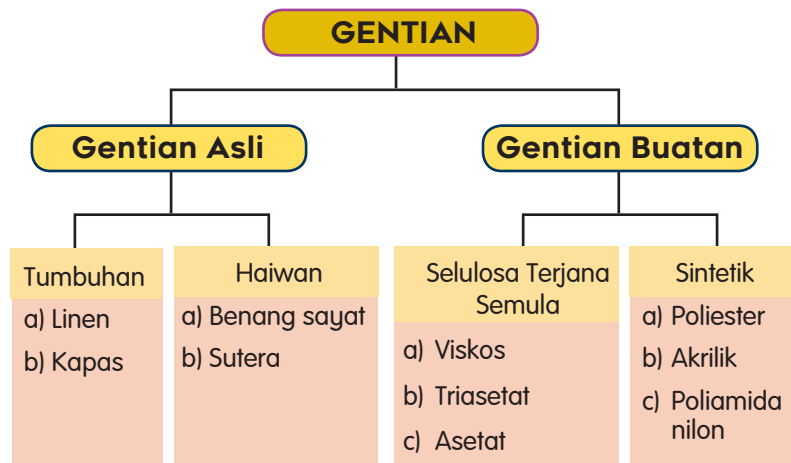 GENTIAN
Gentian Asli
Gentian Buatan
Tumbuhan
a) Linen
b) Kapas
Haiwan
a) Benang sayat
b) Sutera
Selulosa Terjana
Semula
a) Viskos
b) Triasetat
c) Asetat
Sintetik
a) Poliester
b) Akrilik
c) Poliamida
nilon